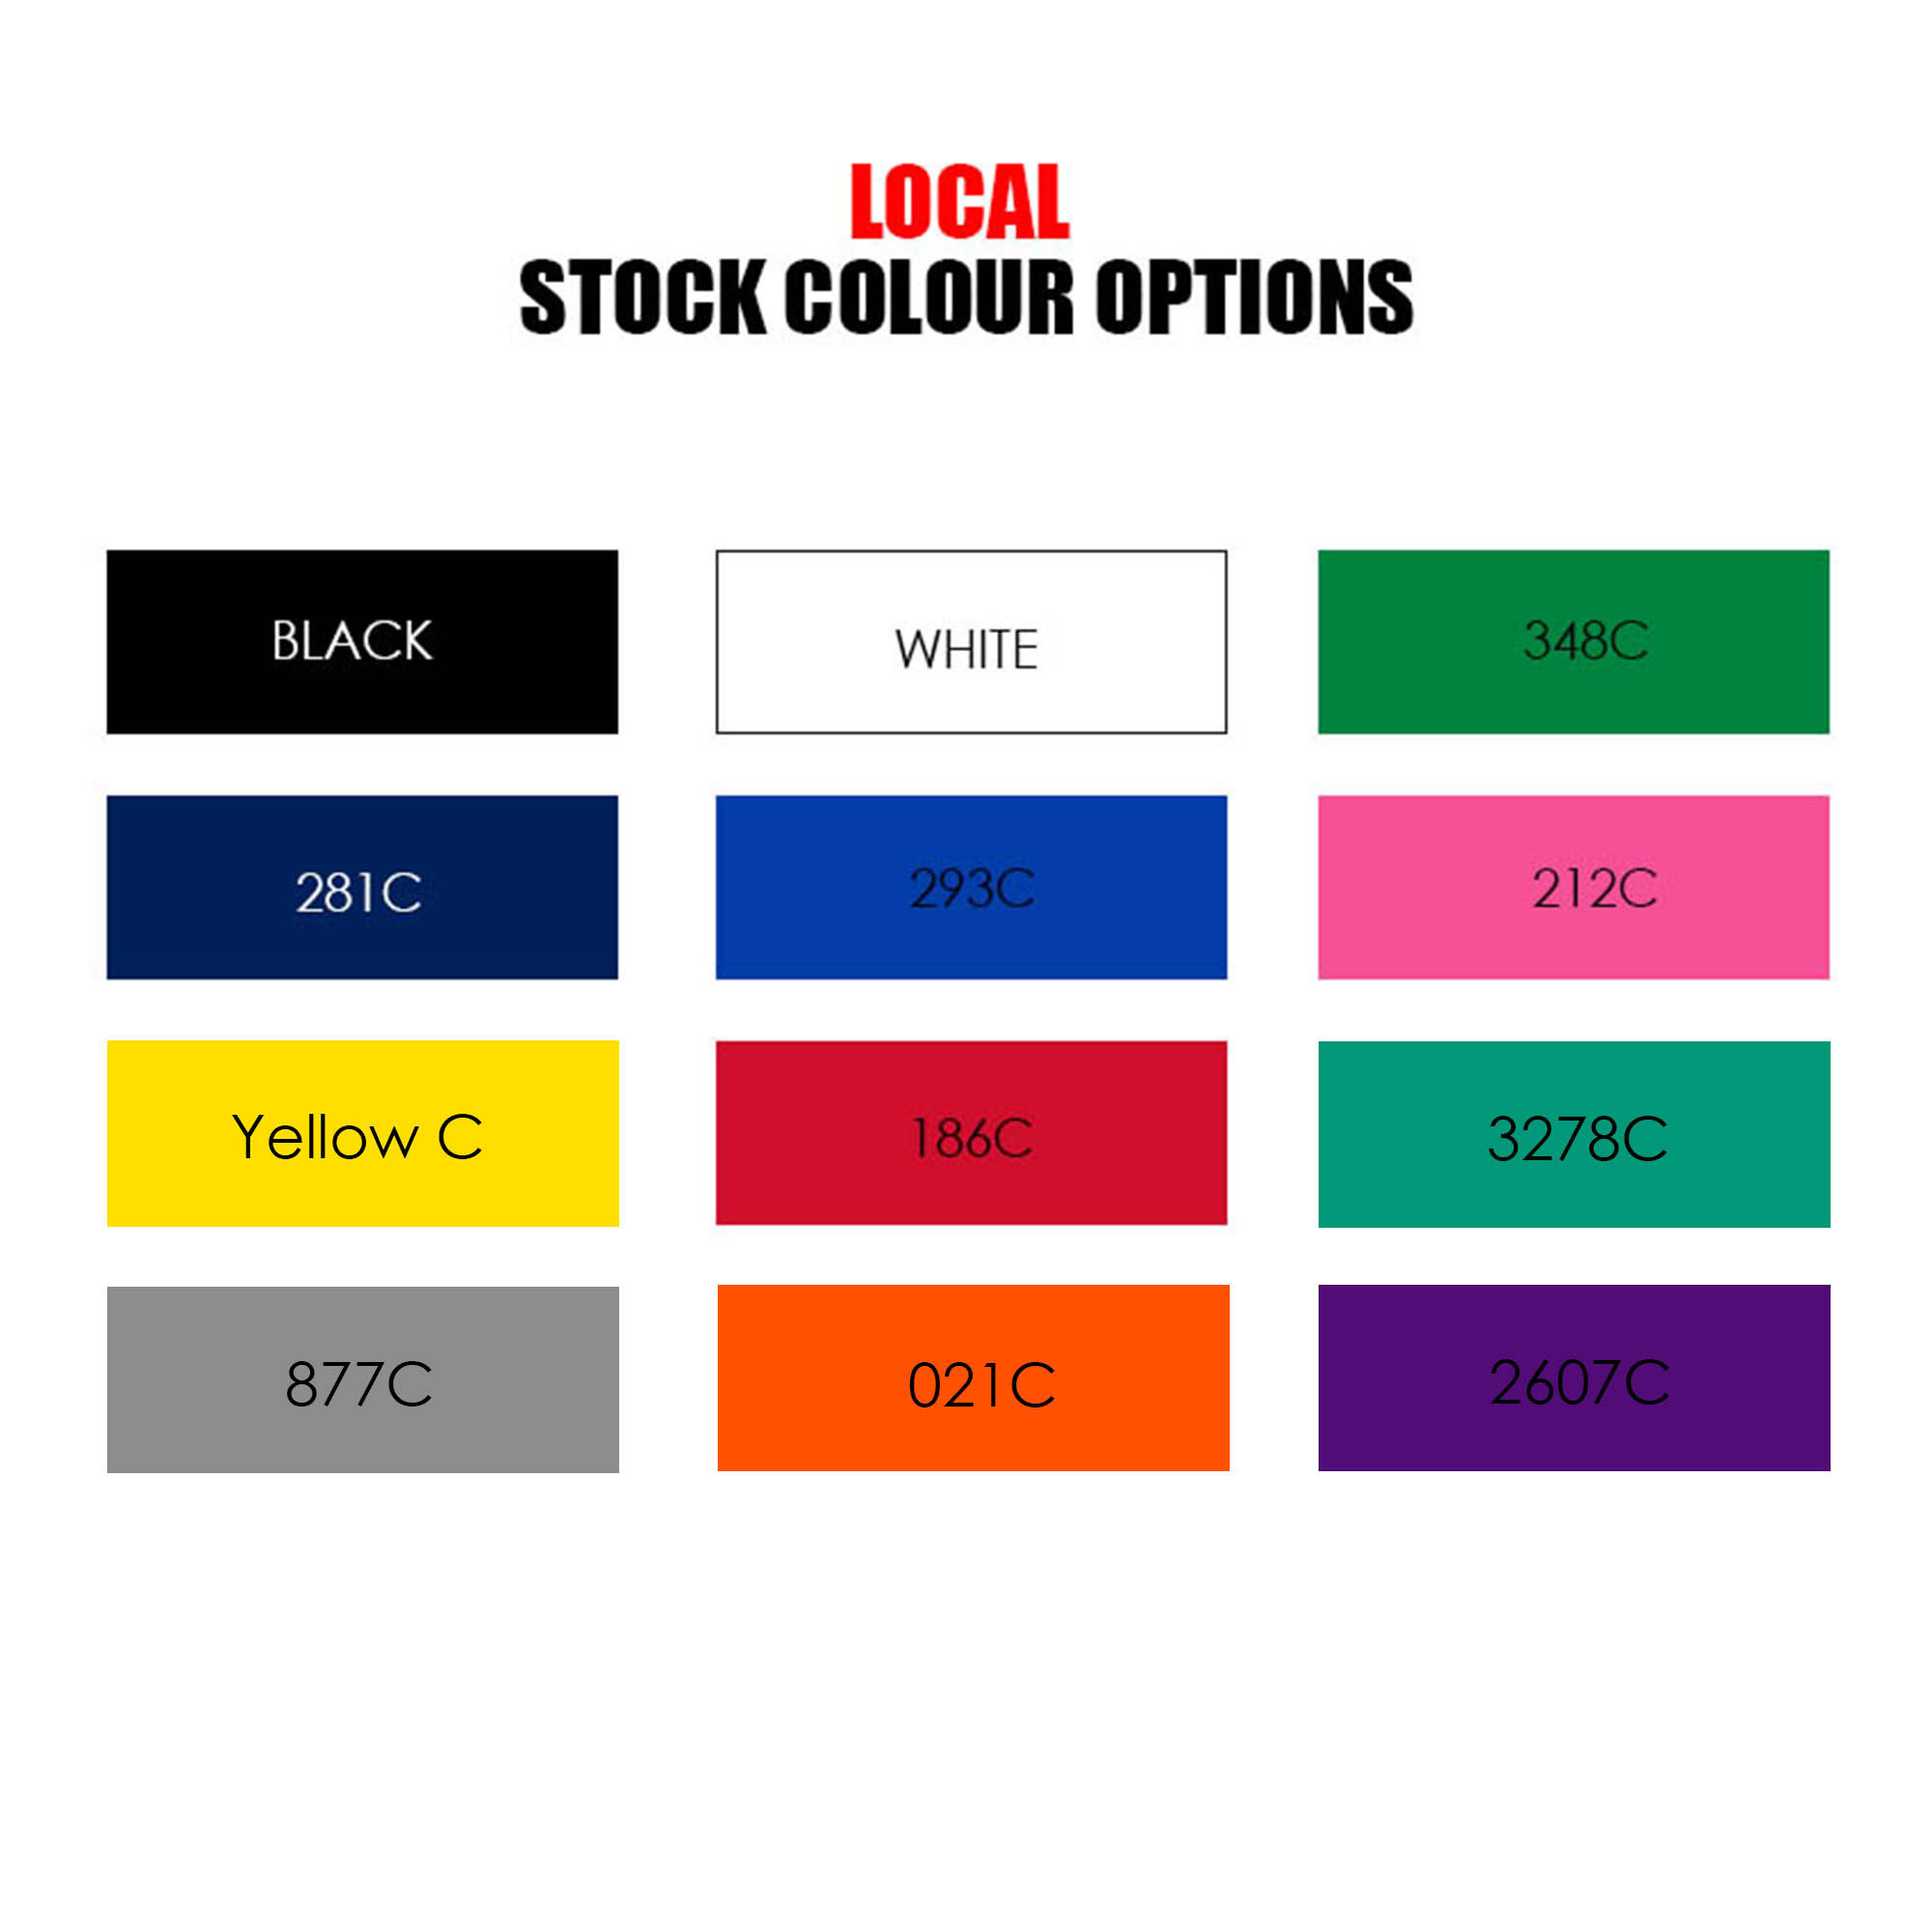 LOCAL
STOCK COLOUR OPTIONS
BLACK
WHITE
348C
281C
293C
212C
Yellow C
186C
3278C
877C
021C
2607C